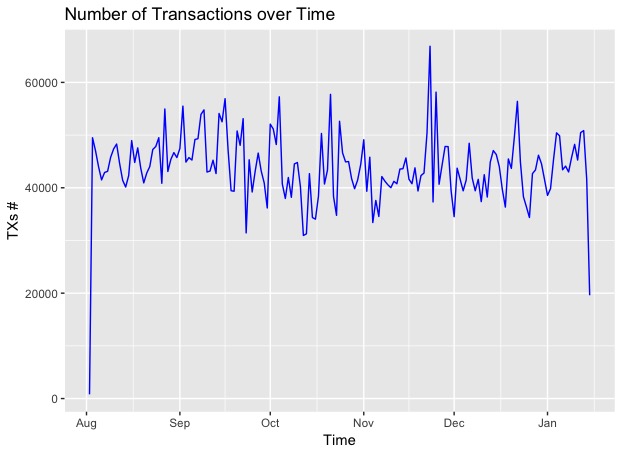 Number of Transactions over Time
TXs #
60000
40000
20000
0
Aug Sep Oct Nov Dec Jan
Time